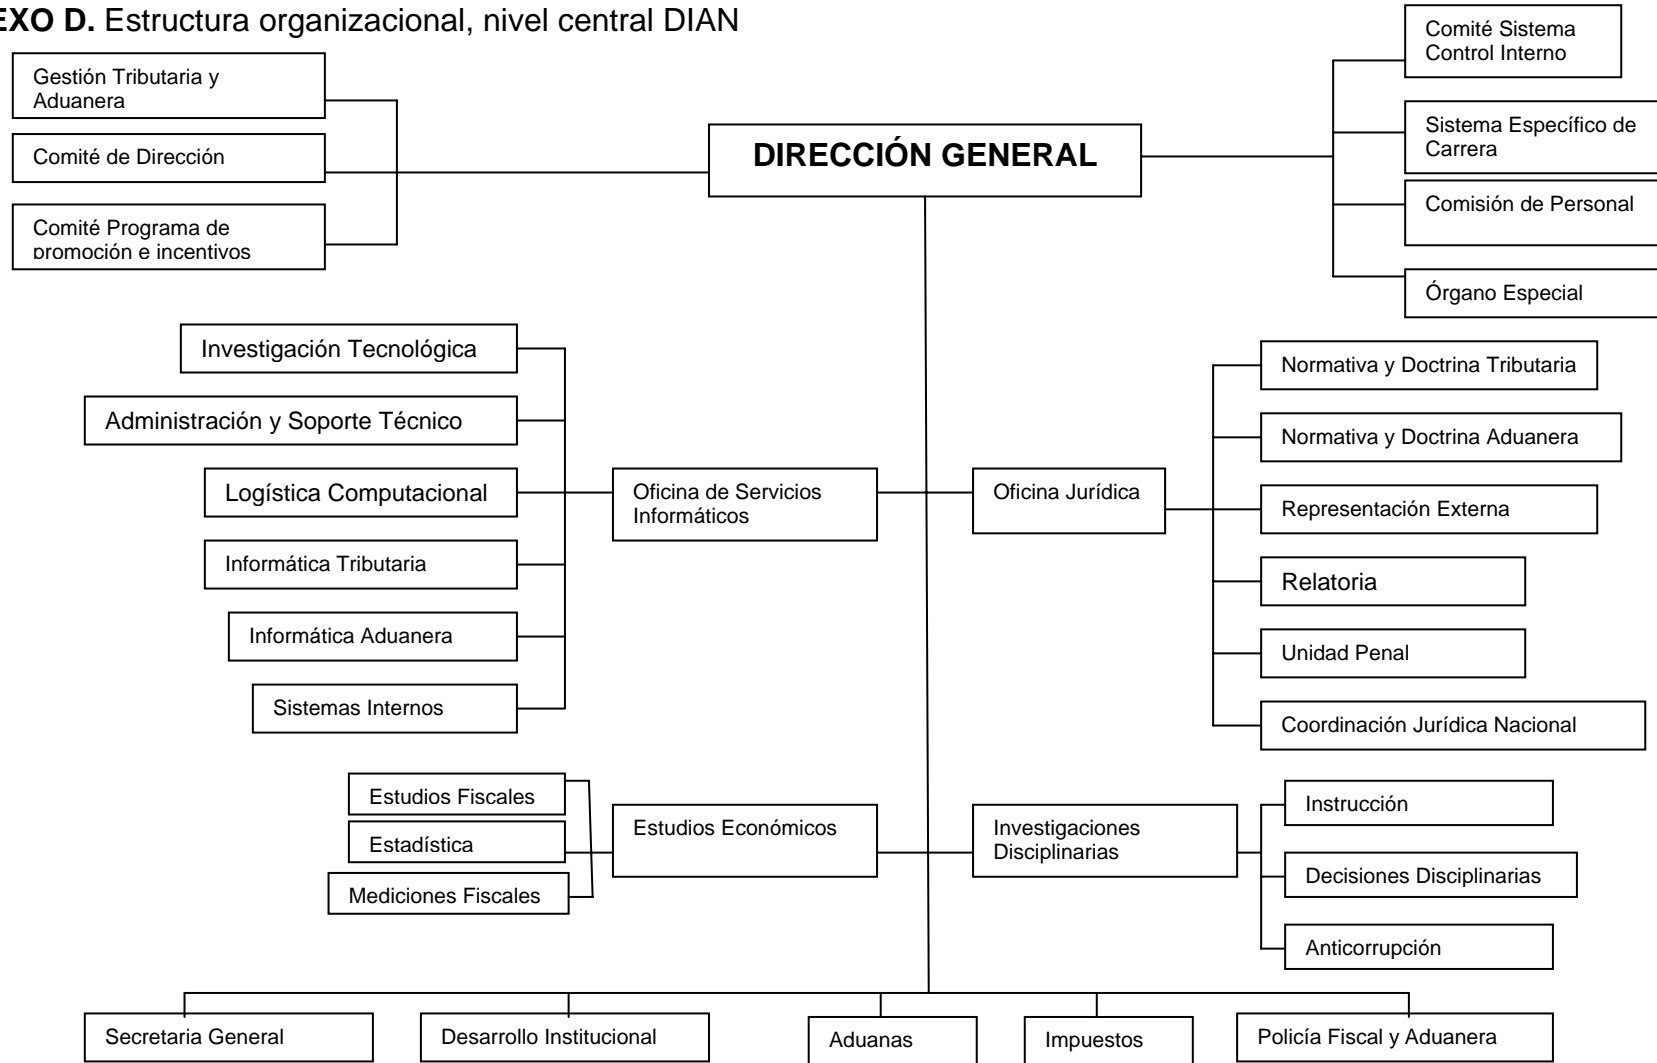 EXO D. Estructura organizacional, nivel central DIAN
Gestión Tributaria y
Aduanera
Comité de Dirección
Comité Programa de
promoción e incentivos
DIRECCIÓN GENERAL
Comité Sistema
Control Interno
Sistema Específico de
Carrera
Comisión de Personal
Órgano Especial
Investigación Tecnológica
Administración y Soporte Técnico
Logística Computacional
Informática Tributaria
Informática Aduanera
Sistemas Internos
Oficina de Servicios
Informáticos
Oficina Jurídica
Normativa y Doctrina Tributaria
Normativa y Doctrina Aduanera
Representación Externa
Relatoria
Unidad Penal
Coordinación Jurídica Nacional
Estudios Fiscales
Estadística
Mediciones Fiscales
Estudios Económicos
Investigaciones
Disciplinarias
Instrucción
Decisiones Disciplinarias
Anticorrupción
Secretaria General
Desarrollo Institucional
Aduanas
Impuestos
Policía Fiscal y Aduanera